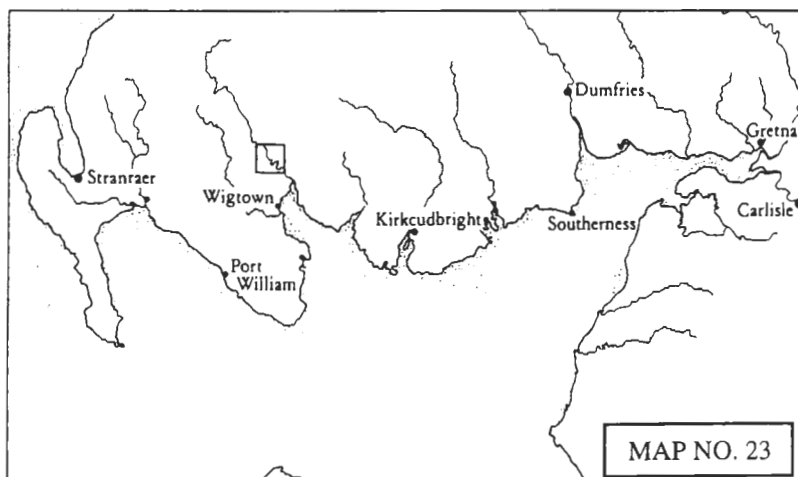 Dumfries
Gretna
Stranraer
Wigtown
Kirkcudbright
Southerness
Carlisle
Port
William
MAP NO. 23